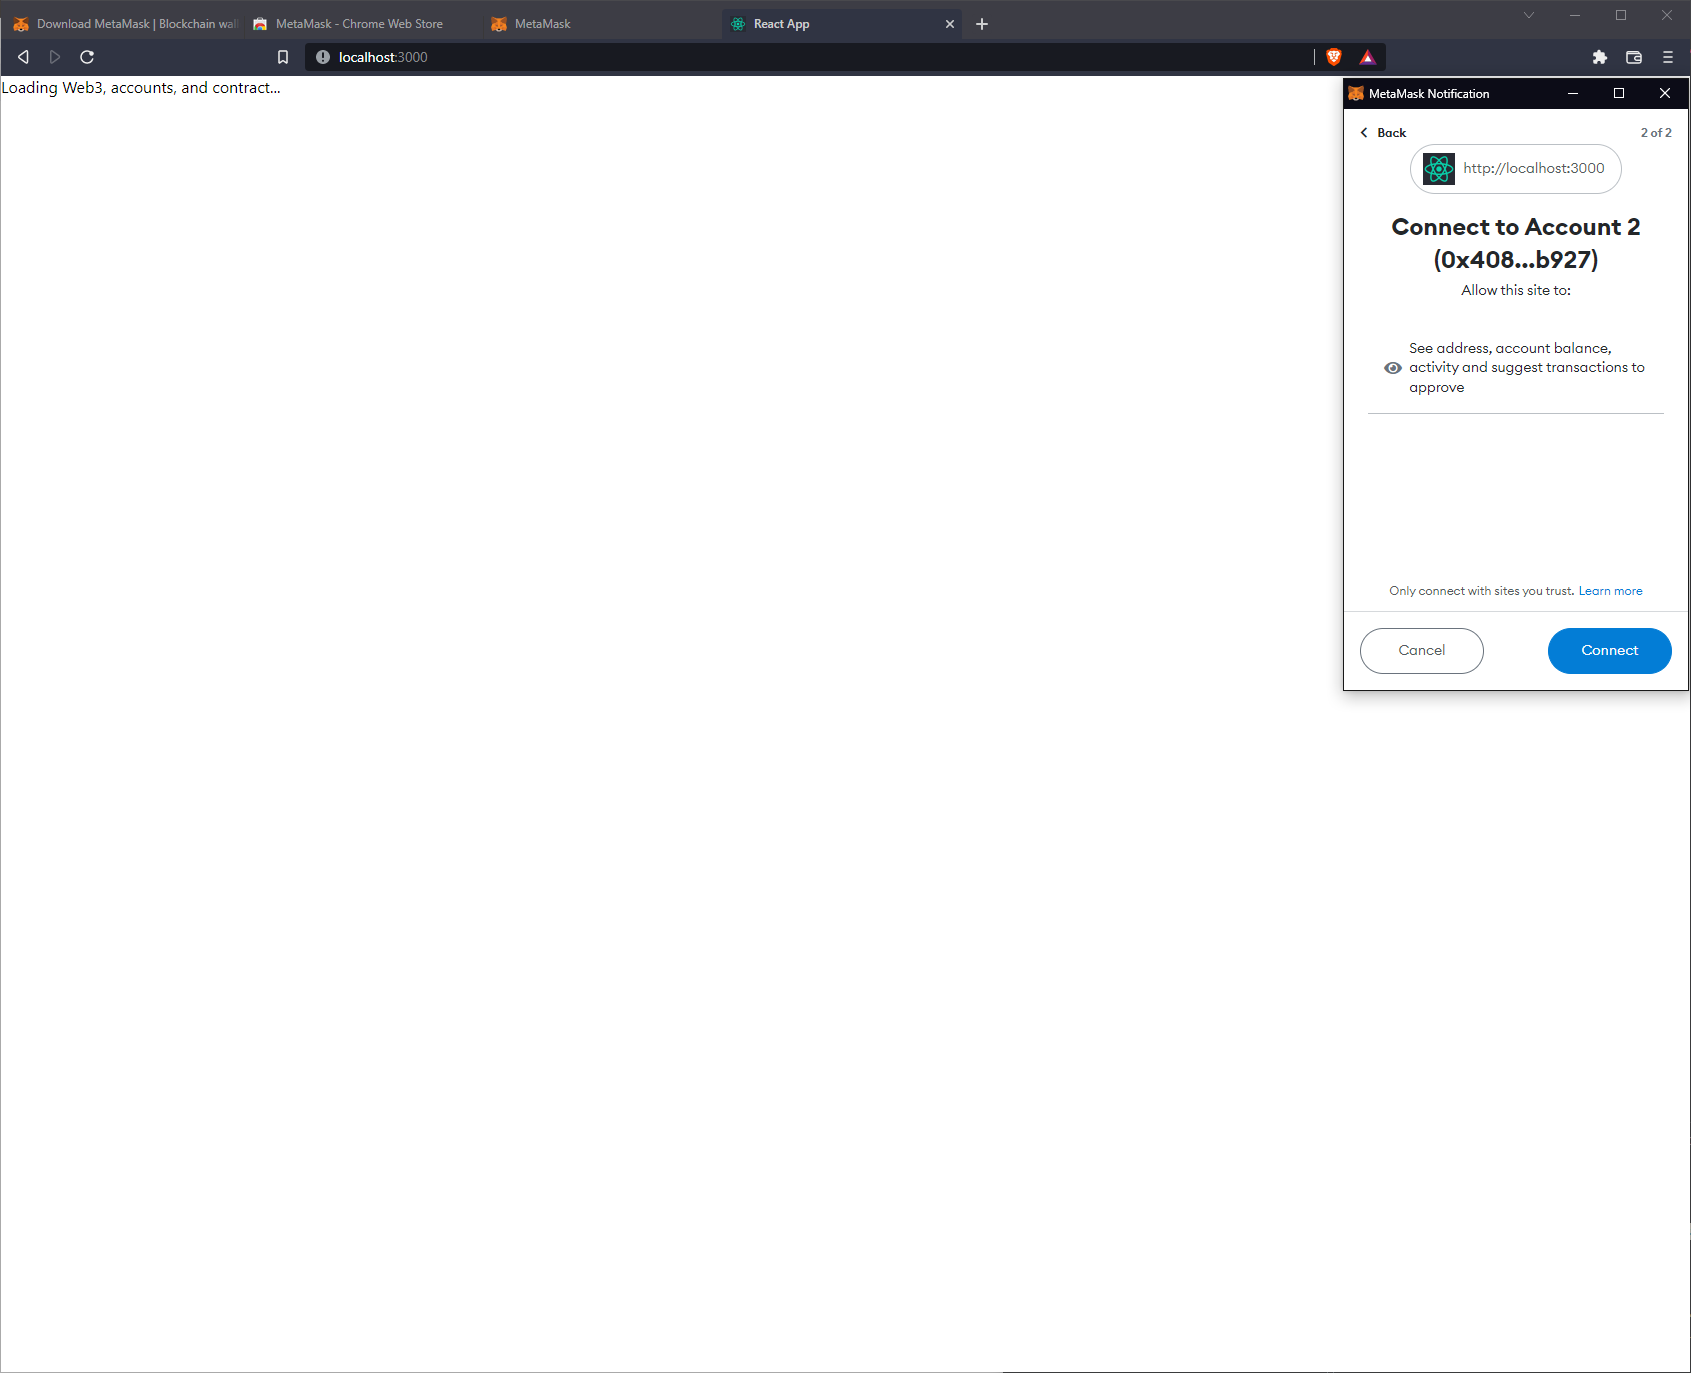 Download MetaMask | Blockchain wal
MetaMask - Chrome Web Store
MetaMask
React App
localhost:3000
Loading Web3, accounts, and contract...
MetaMask Notification
Back
2 of 2
http://localhost:3000
Connect to Account 2
(0x408...b927)
Allow this site to:
See address, account balance,
activity and suggest transactions to
approve
Only connect with sites you trust. Learn more
Cancel
Connect